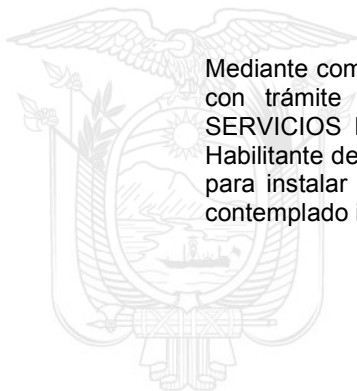 Mediante com
con trámite
SERVICIOS
Habilitante de
para instalar
contemplado